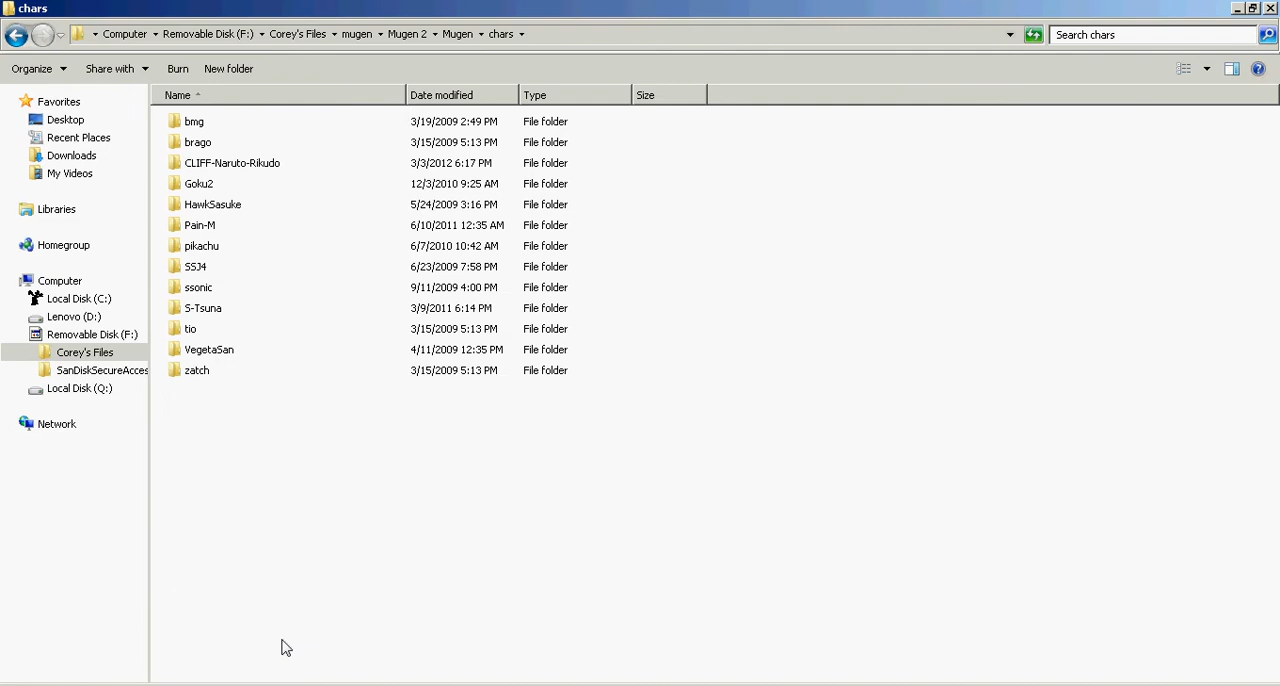 chars
Computer Removable Disk (F:) Corey's Files mugen Mugen 2 Mugen chars Search chars
Organize Share with Burn New folder
Name Date modified Type Size
Favorites
Desktop
Recent Places
Downloads
My Videos
Libraries
Homegroup
Computer
Local Disk (C:)
Lenovo (D:)
Removable Disk (F:)
Corey's Files
SanDiskSecureAcces
Local Disk (Q:)
Network
bmg 3/19/2009 2:49 PM File folder
brago 3/15/2009 5:13 PM File folder
CLIFF-Naruto-Rikudo 3/3/2012 6:17 PM File folder
Goku2 12/3/2010 9:25 AM File folder
HawkSasuke 5/24/2009 3:16 PM File folder
Pain-M 6/10/2011 12:35 AM File folder
pikachu 6/7/2010 10:42 AM File folder
SSJ4 6/23/2009 7:58 PM File folder
ssonic 9/11/2009 4:00 PM File folder
S-Tsuna 3/9/2011 6:14 PM File folder
tio 3/15/2009 5:13 PM File folder
VegetaSan 4/11/2009 12:35 PM File folder
zatch 3/15/2009 5:13 PM File folder